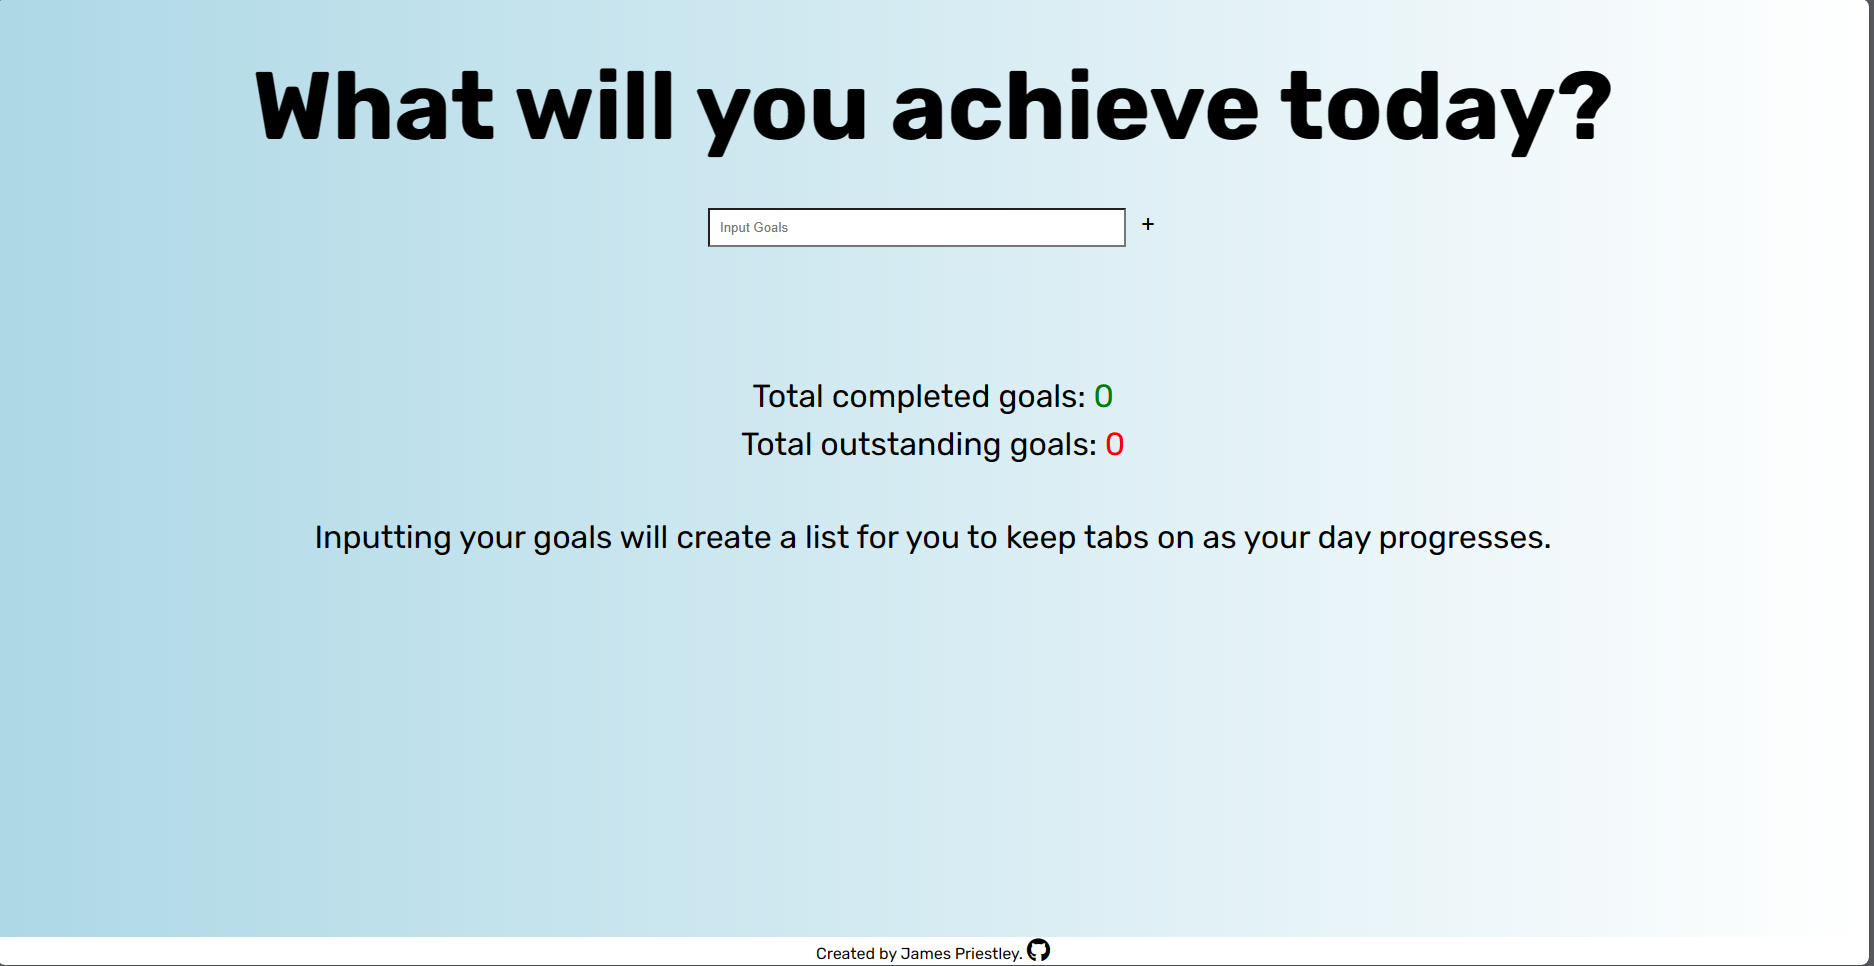 What will you achieve today?
Input Goals +
Total completed goals: 0
Total outstanding goals: 0
Inputting your goals will create a list for you to keep tabs on as your day progresses.
Created by James Priestley.